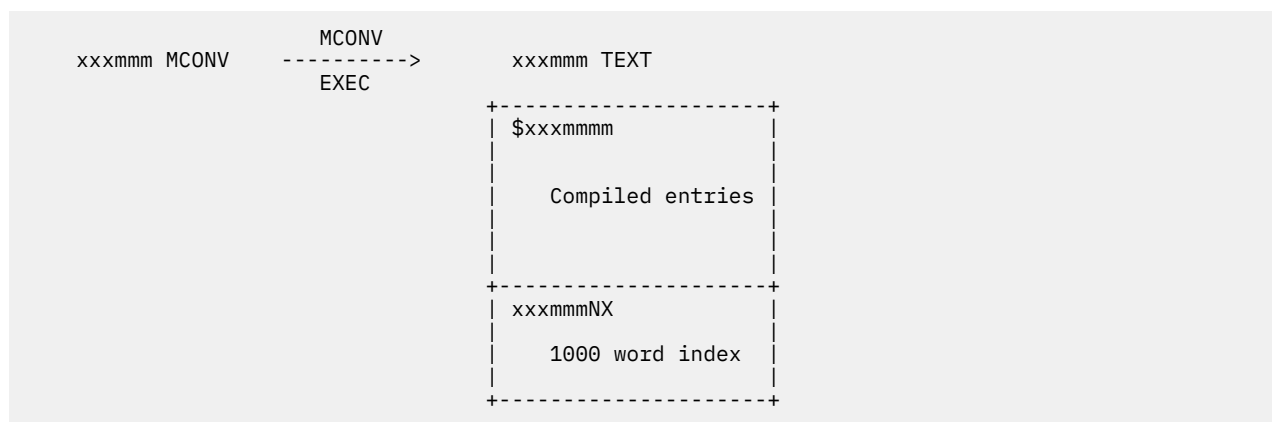 MCONV
xxxmmm MCONV ----------> xxxmmm TEXT
EXEC
+---------------------+
| $xxxmmmm |
| |
| |
| Compiled entries |
| |
| |
| |
+---------------------+
| xxxmmmNX |
| |
| 1000 word index |
| |
+---------------------+